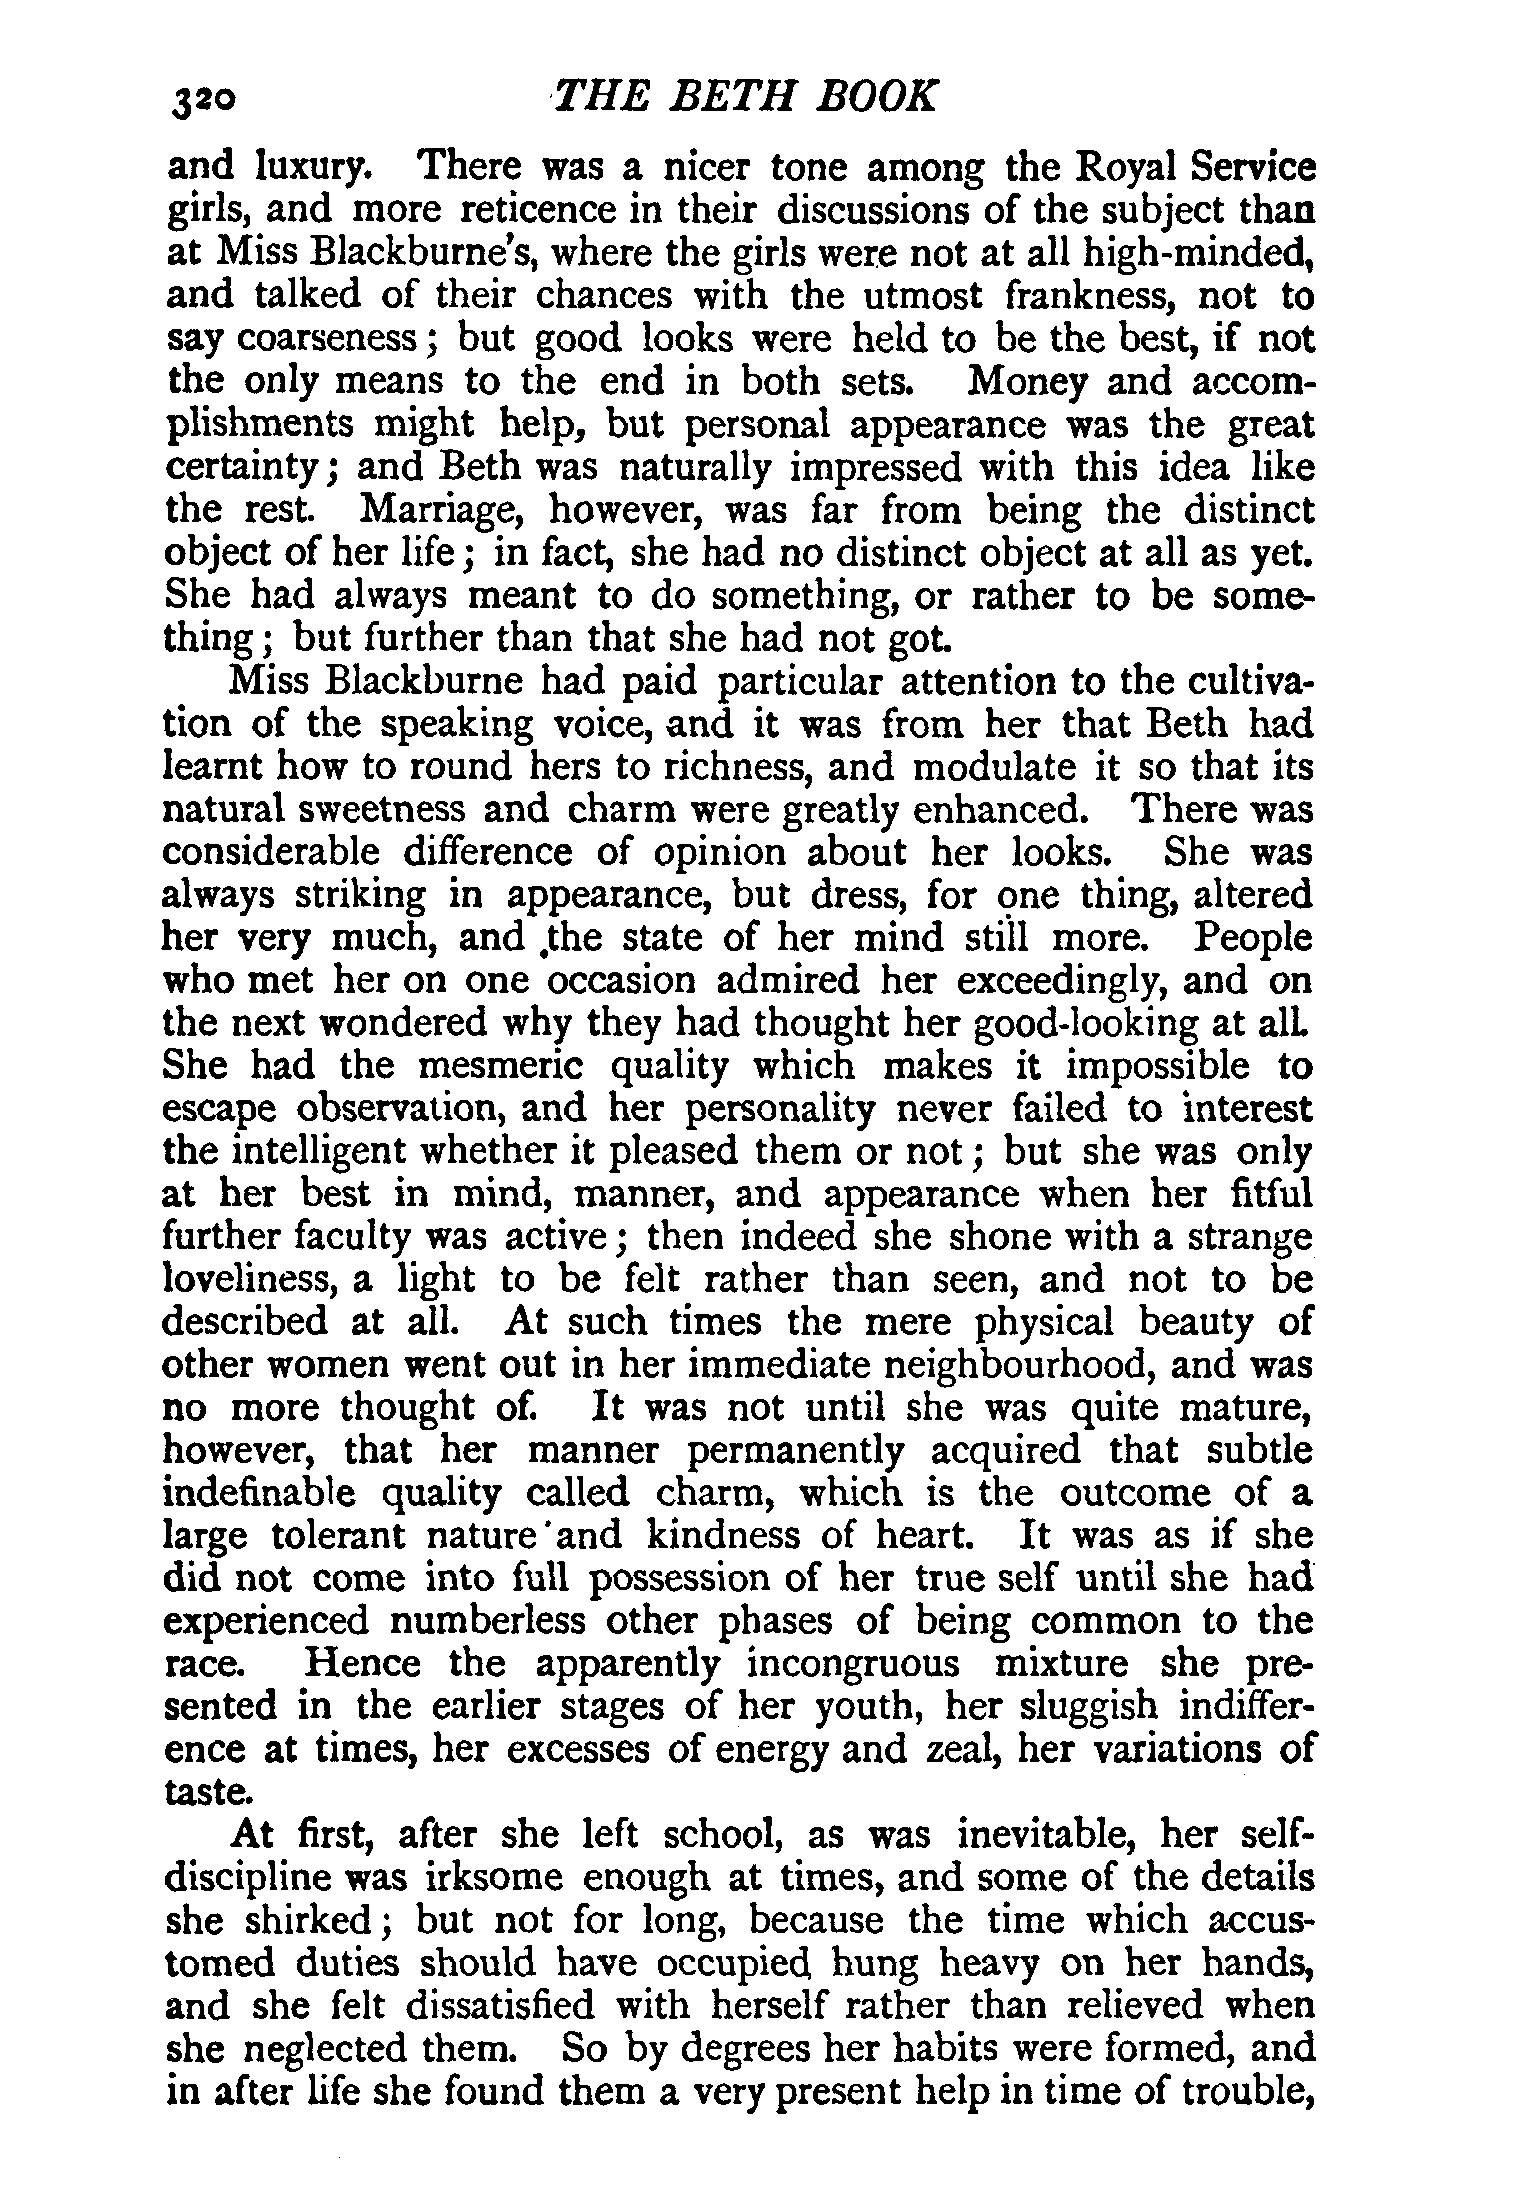 320 THE BETH BOOK
and luxury. There was a nicer tone among the Royal Service
girls, and more reticence in their discussions of the subject than
at Miss Blackburne's, where the girls were not at all high-minded,
and talked of their chances with the utmost frankness, not to
say coarseness; but good looks were held to be the best, if not
the only means to the end in both sets. Money and accom-
plishments might help, but personal appearance was the great
certainty; and Beth was naturally impressed with this idea like
the rest. Marriage, however, was far from being the distinct
object of her life; in fact, she had no distinct object at all as yet.
She had always meant to do something, or rather to be some-
thing; but further than that she had not got.
Miss Blackburne had paid particular attention to the cultiva-
tion of the speaking voice, and it was from her that Beth had
learnt how to round hers to richness, and modulate it so that its
natural sweetness and charm were greatly enhanced. There was
considerable difference of opinion about her looks. She was
always striking in appearance, but dress, for one thing, altered
her very much, and the state of her mind still more. People
who met her on one occasion admired her exceedingly, and on
the next wondered why they had thought her good-looking at all.
She had the mesmeric quality which makes it impossible to
escape observation, and her personality never failed to interest
the intelligent whether it pleased them or not; but she was only
at her best in mind, manner, and appearance when her fitful
further faculty was active; then indeed she shone with a strange
loveliness, a light to be felt rather than seen, and not to be
described at all. At such times the mere physical beauty of
other women went out in her immediate neighbourhood, and was
no more thought of. It was not until she was quite mature,
however, that her manner permanently acquired that subtle
indefinable quality called charm, which is the outcome of a
large tolerant nature and kindness of heart. It was as if she
did not come into full possession of her true self until she had
experienced numberless other phases of being common to the
race. Hence the apparently incongruous mixture she pre-
sented in the earlier stages of her youth, her sluggish indiffer-
ence at times, her excesses of energy and zeal, her variations of
taste.
At first, after she left school, as was inevitable, her self-
discipline was irksome enough at times, and some of the details
she shirked; but not for long, because the time which accus-
tomed duties should have occupied hung heavy on her hands,
and she felt dissatisfied with herself rather than relieved when
she neglected them. So by degrees her habits were formed, and
in after life she found them a very present help in time of trouble,